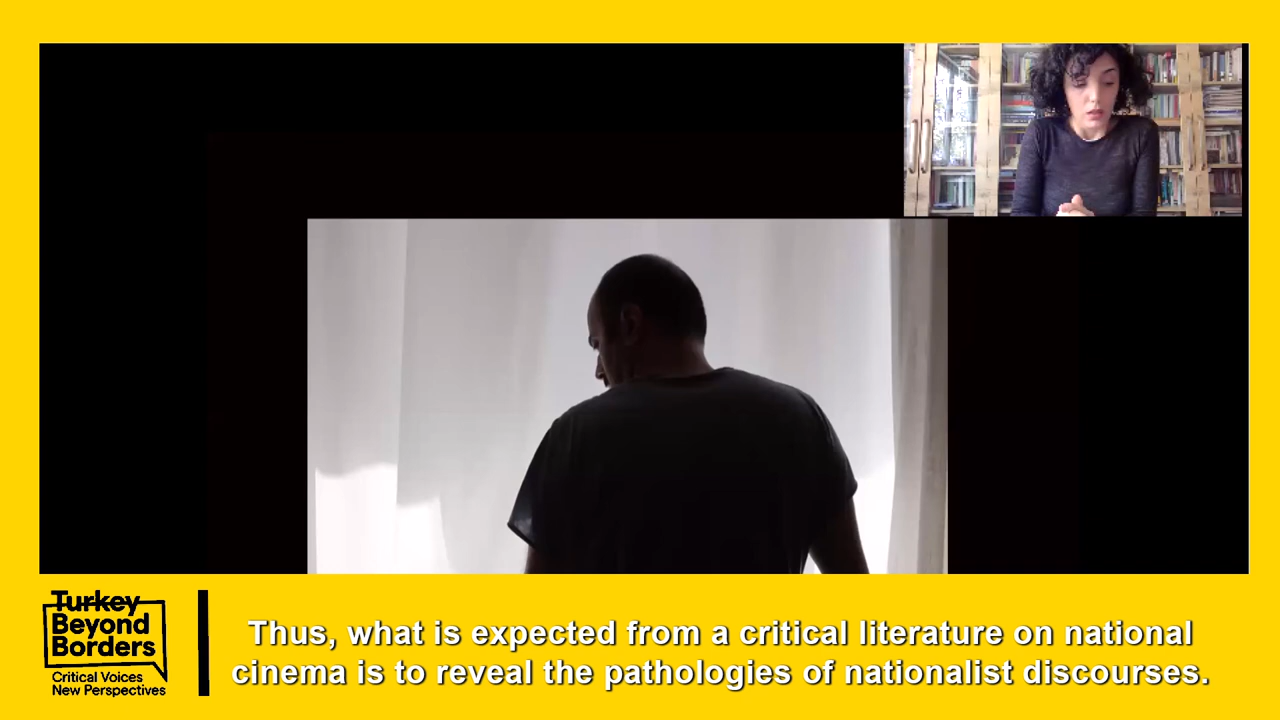 Turkey
Beyond
Borders
Critical Voices
New Perspectives
Thus, what is expected from a critical literature on national
cinema is to reveal the pathologies of nationalist discourses.